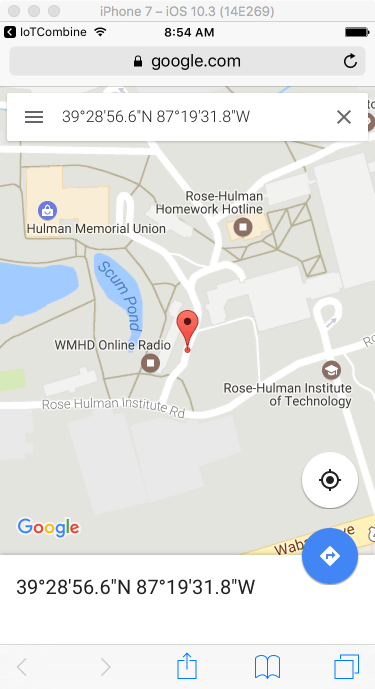 iPhone 7 – iOS 10.3 (14E269)
IoTCombine
8:54 AM
google.com
39°28'56.6"N 87°19'31.8"W
Rose-Hulman
Homework Hotline
Hulman Memorial Union
Scum Pond
WMHD Online Radio
Rose-Hulman Institute
of Technology
Rose Hulman Institute Rd
Google
39°28'56.6"N 87°19'31.8"W